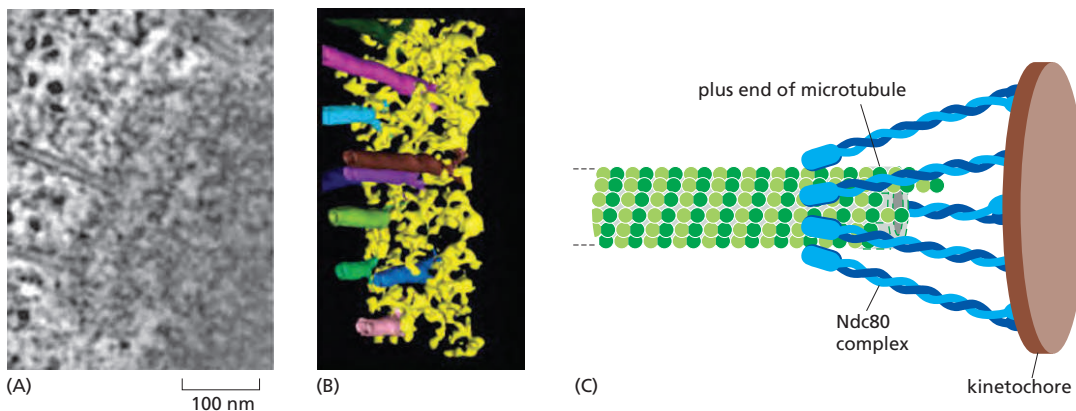 plus end of microtubule
Ndc80
complex
kinetochore
(A)
100 nm
(B)
(C)